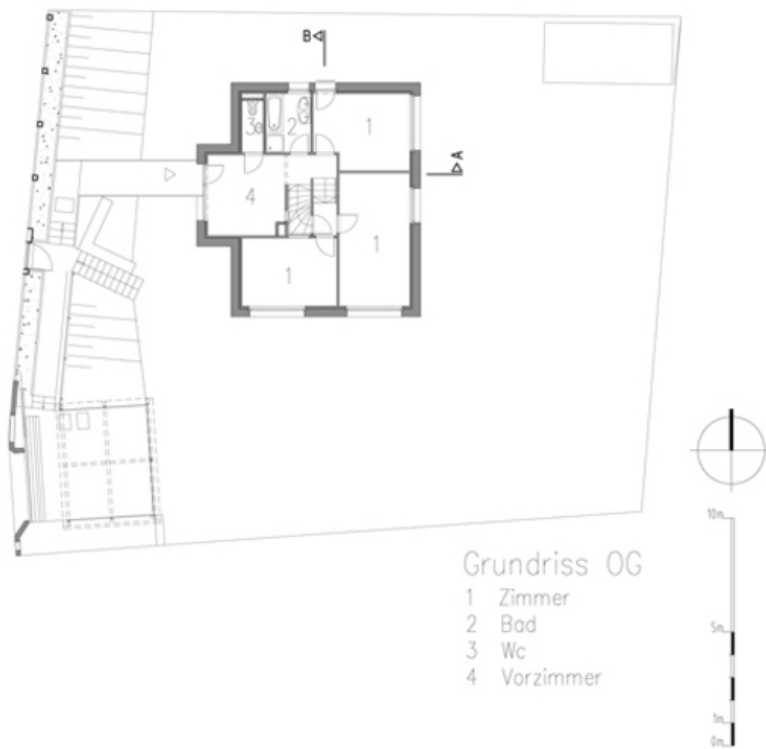 B
1
3
2
A
4
1
1
Grundriss OG
1 Zimmer
2 Bad
3 Wc
4 Vorzimmer
10m
5m
1m
0m